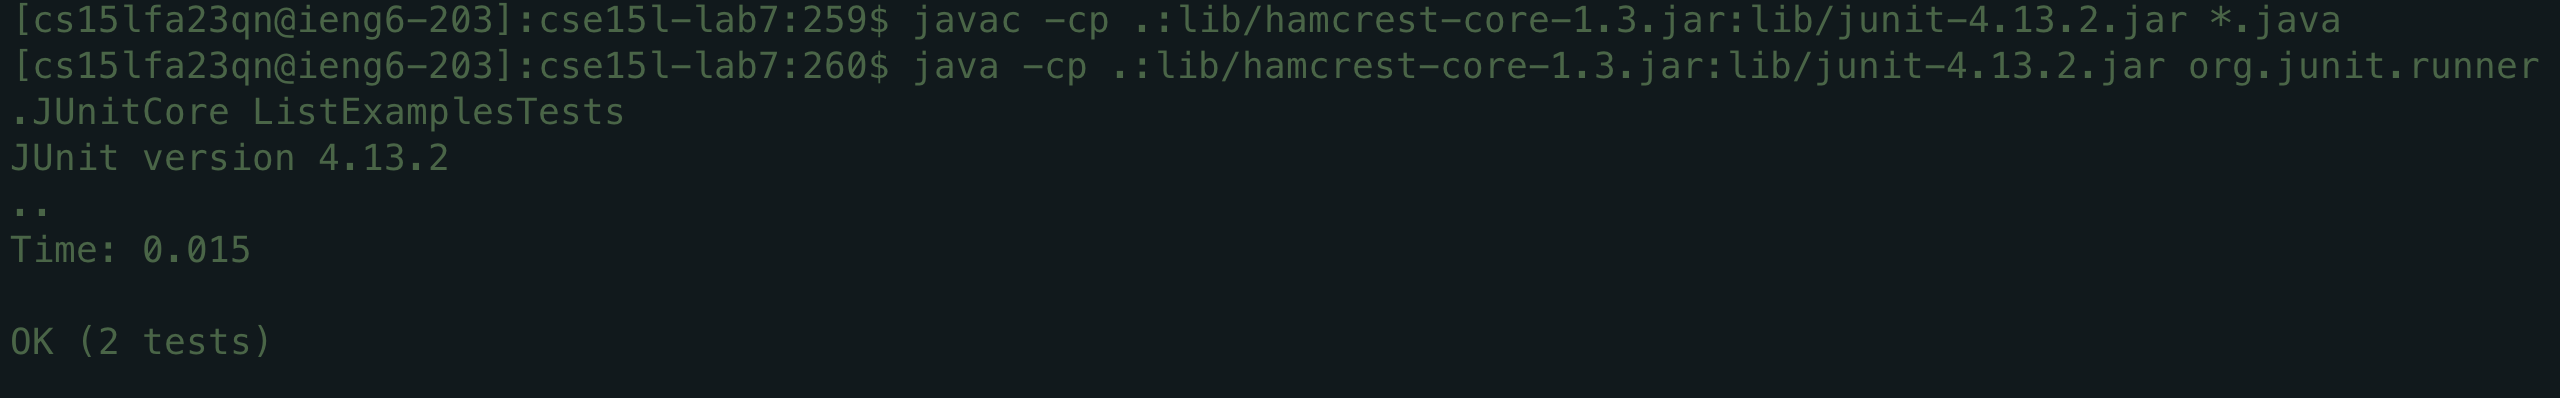 [cs15lfa23qn@ieng6-203]:cse15l-lab7:259$ javac -cp .:lib/hamcrest-core-1.3.jar:lib/junit-4.13.2.jar *.java
[cs15lfa23qn@ieng6-203]:cse15l-lab7:260$ java -cp .:lib/hamcrest-core-1.3.jar:lib/junit-4.13.2.jar org.junit.runner
.JUnitCore ListExamplesTests
JUnit version 4.13.2
..
Time: 0.015
OK (2 tests)